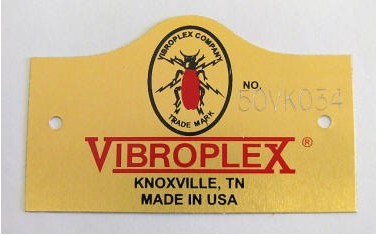 VIBROPLEX COMPANY
TRADE MARK
NO.
50VK034
VIBROPLEX®
KNOXVILLE, TN
MADE IN USA